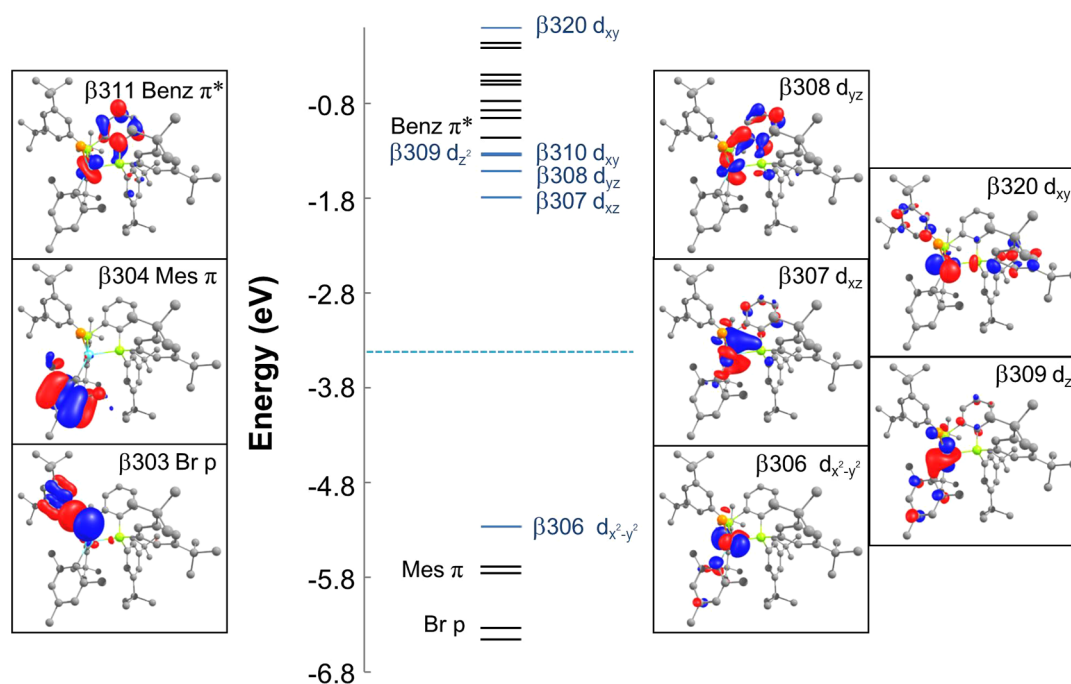 β320 dxy
β311 Benz π*
β308 dyz
-0.8
Benz π*
β309 dz²
β310 dxy
β308 dyz
-1.8
β307 dxz
β320 dxy
β304 Mes π
β307 dxz
-2.8
Energy (eV)
β309 dz
-3.8
β303 Br p
β306 dx²-y²
-4.8
β306 dx²-y²
Mes π
-5.8
Br p
-6.8